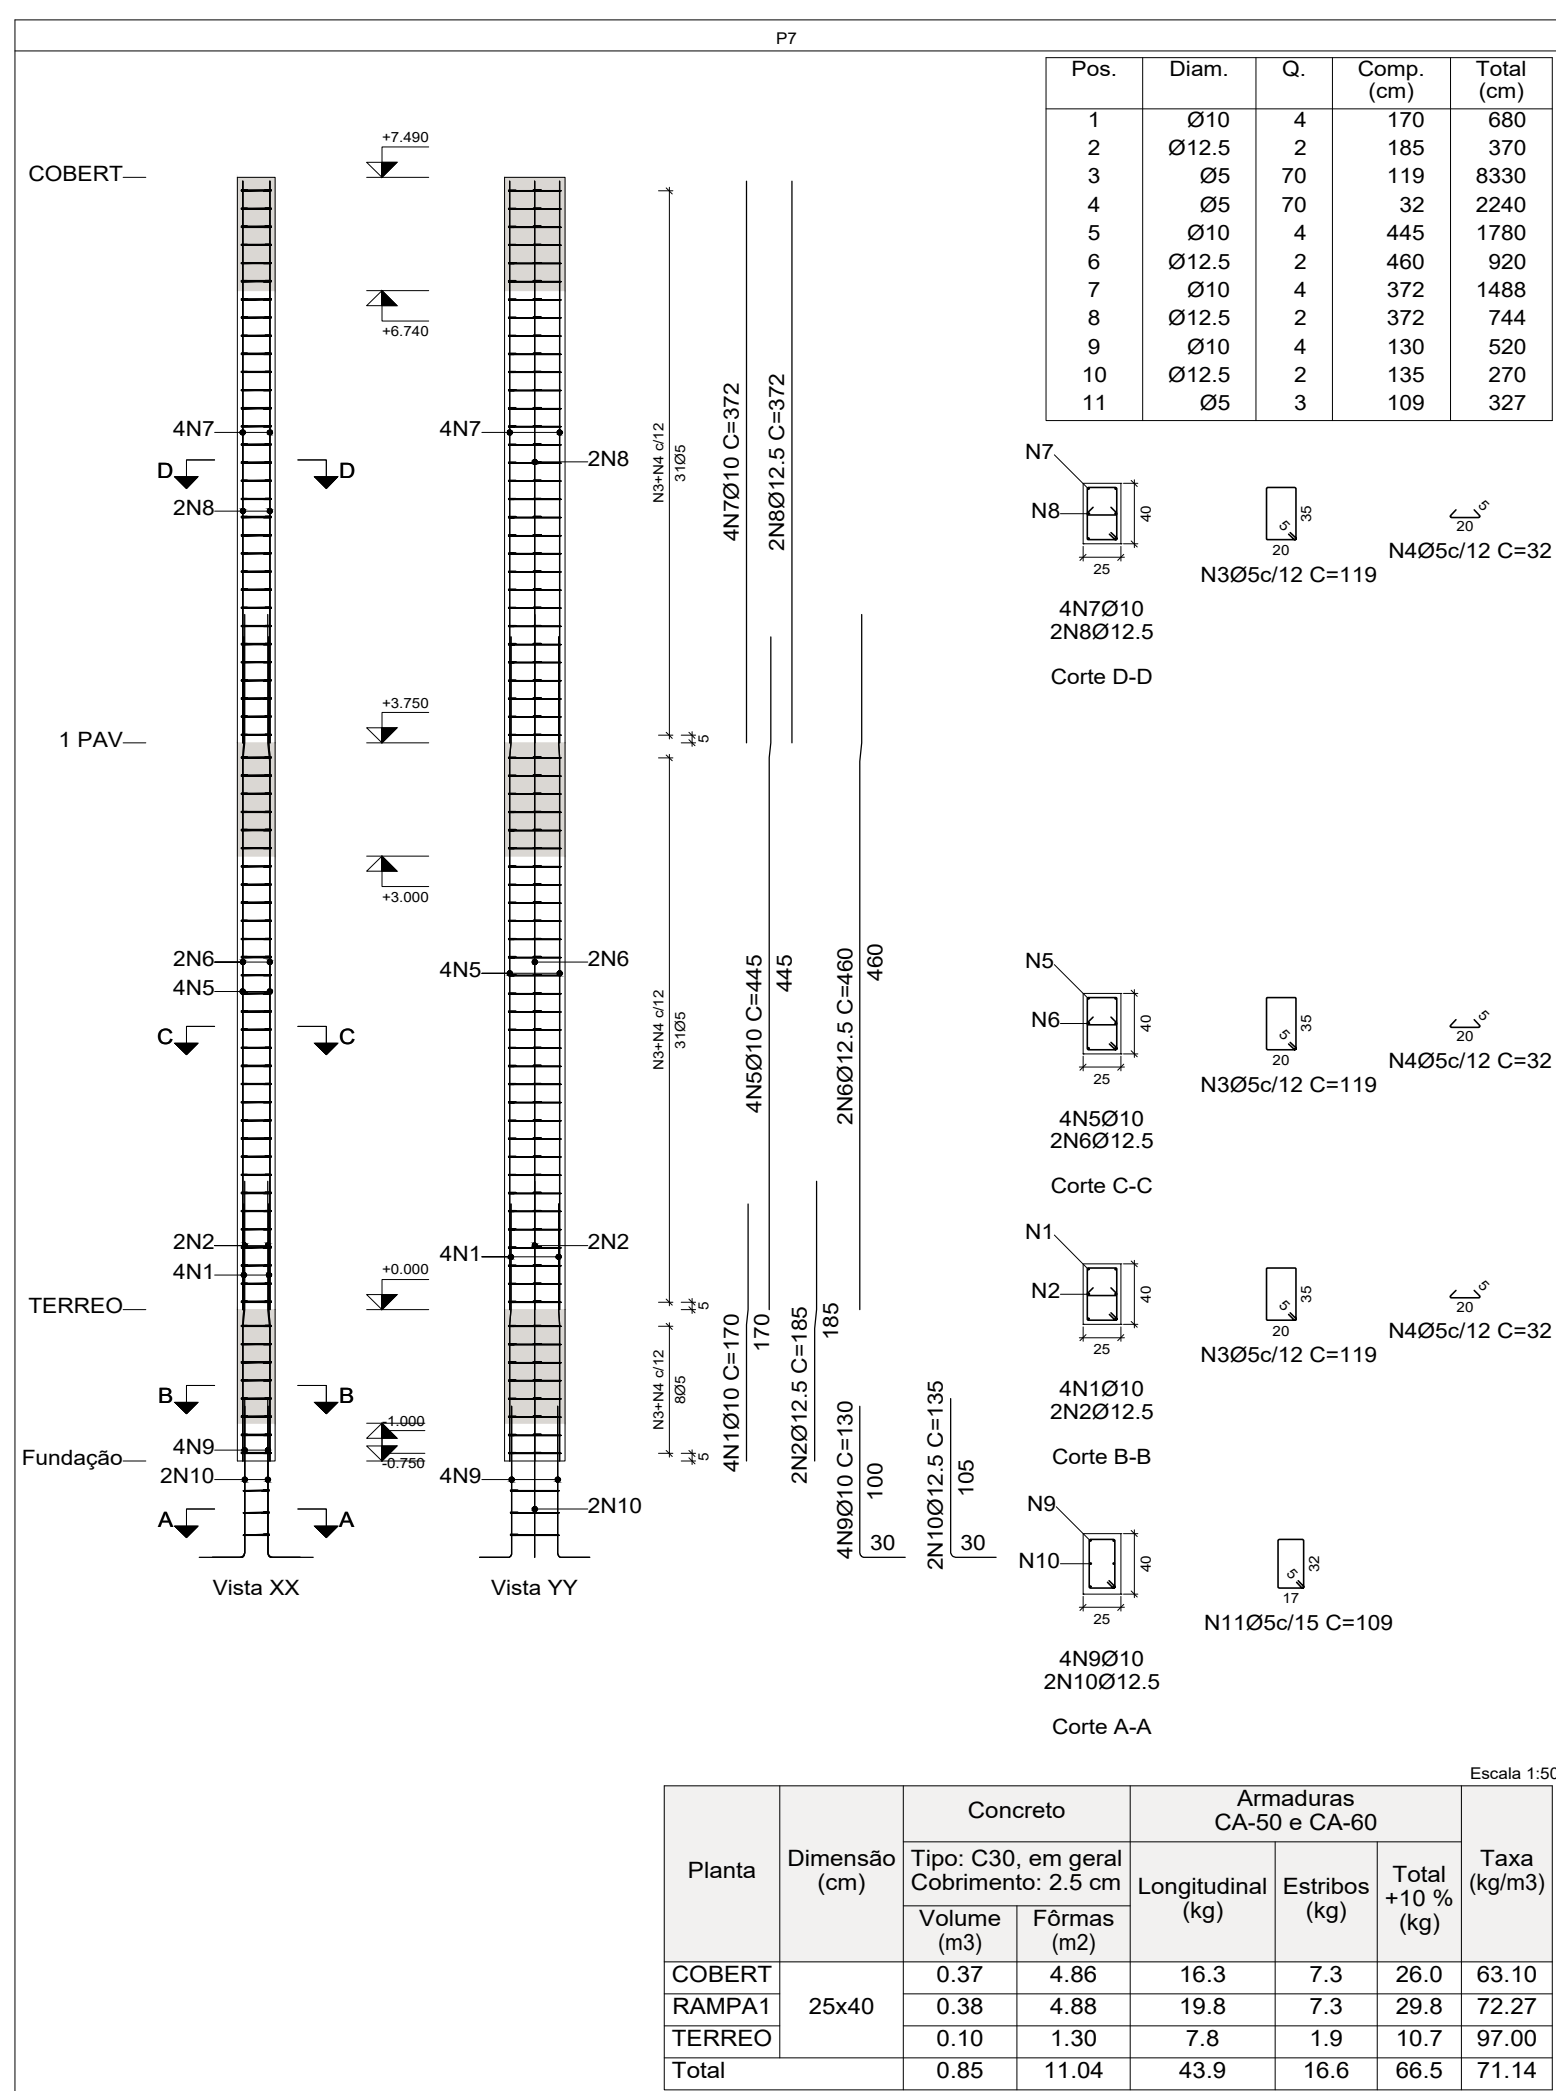 P7
Pos. Diam. Q. Comp. (cm) Total (cm)
1 Ø10 4 170 680
2 Ø12.5 2 185 370
3 Ø5 70 119 8330
4 Ø5 70 32 2240
5 Ø10 4 445 1780
6 Ø12.5 2 460 920
7 Ø10 4 372 1488
8 Ø12.5 2 372 744
9 Ø10 4 130 520
10 Ø12.5 2 135 270
11 Ø5 3 109 327
COBERT
+7.490
+6.740
4N7
4N7
D D
2N8
2N8
N3+N4 c/12
31Ø5
4N7Ø10 C=372
2N8Ø12.5 C=372
N7
N8
40
25
35
5
20
5
20
N4Ø5c/12 C=32
N3Ø5c/12 C=119
4N7Ø10
2N8Ø12.5
Corte D-D
1 PAV
+3.750
5
+3.000
2N6
4N5
4N5
2N6
C C
N3+N4 c/12
31Ø5
4N5Ø10 C=445
445
2N6Ø12.5 C=460
460
N5
N6
40
25
35
5
20
5
20
N4Ø5c/12 C=32
N3Ø5c/12 C=119
4N5Ø10
2N6Ø12.5
Corte C-C
2N2
4N1
4N1
2N2
TERREO
+0.000
5
N3+N4 c/12
8Ø5
4N1Ø10 C=170
170
2N2Ø12.5 C=185
185
N1
N2
40
25
35
5
20
5
20
N4Ø5c/12 C=32
N3Ø5c/12 C=119
4N1Ø10
2N2Ø12.5
Corte B-B
B B
-1.000
-0.750
5
Fundação
4N9
2N10
4N9
2N10
A A
4N9Ø10 C=130
100
30
2N10Ø12.5 C=135
105
30
Vista XX
Vista YY
N9
N10
40
25
32
5
17
N11Ø5c/15 C=109
4N9Ø10
2N10Ø12.5
Corte A-A
Escala 1:50
Planta
Dimensão (cm)
Concreto
Tipo: C30, em geral
Cobrimento: 2.5 cm
Volume (m3)
Fôrmas (m2)
Armaduras
CA-50 e CA-60
Longitudinal (kg)
Estribos (kg)
Total +10 % (kg)
Taxa (kg/m3)
COBERT 0.37 4.86 16.3 7.3 26.0 63.10
RAMPA1 25x40 0.38 4.88 19.8 7.3 29.8 72.27
TERREO 0.10 1.30 7.8 1.9 10.7 97.00
Total 0.85 11.04 43.9 16.6 66.5 71.14